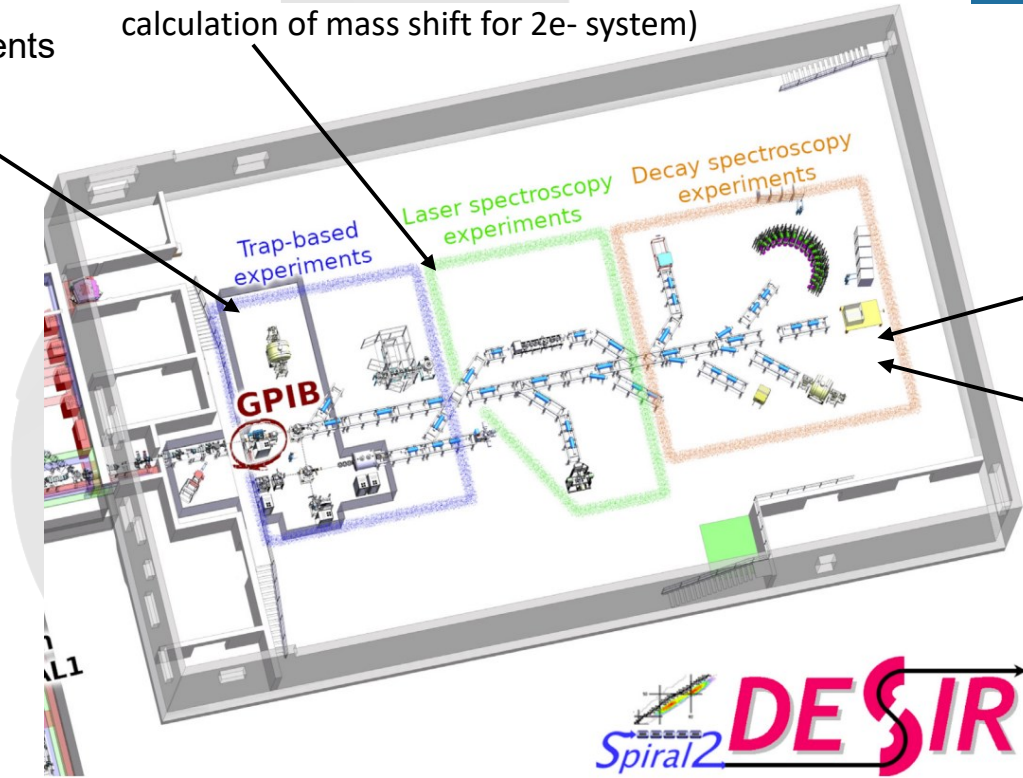 calculation of mass shift for 2e- system)
Laser spectroscopy
experiments
Decay spectroscopy
experiments
Trap-based
experiments
GPIB
Spiral2
DESIR